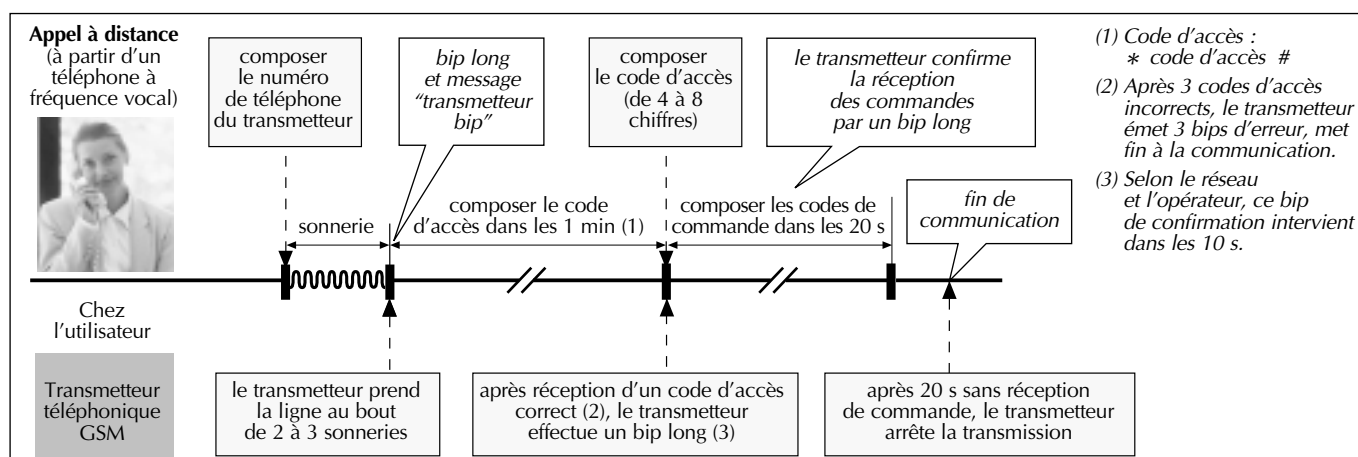 Appel à distance
(à partir d'un
téléphone à
fréquence vocal)
composer
le numéro
de téléphone
du transmetteur
bip long
et message
“transmetteur
bip”
composer
le code d'accès
(de 4 à 8
chiffres)
le transmetteur confirme
la réception
des commandes
par un bip long
(1) Code d'accès :
* code d'accès #
(2) Après 3 codes d'accès
incorrects, le transmetteur
émet 3 bips d'erreur, met
fin à la communication.
(3) Selon le réseau
et l'opérateur, ce bip
de confirmation intervient
dans les 10 s.
sonnerie
composer le code
d'accès dans les 1 min (1)
composer les codes de
commande dans les 20 s
fin de
communication
Chez
l'utilisateur
Transmetteur
téléphonique
GSM
le transmetteur prend
la ligne au bout
de 2 à 3 sonneries
après réception d'un code d'accès
correct (2), le transmetteur
effectue un bip long (3)
après 20 s sans réception
de commande, le transmetteur
arrête la transmission